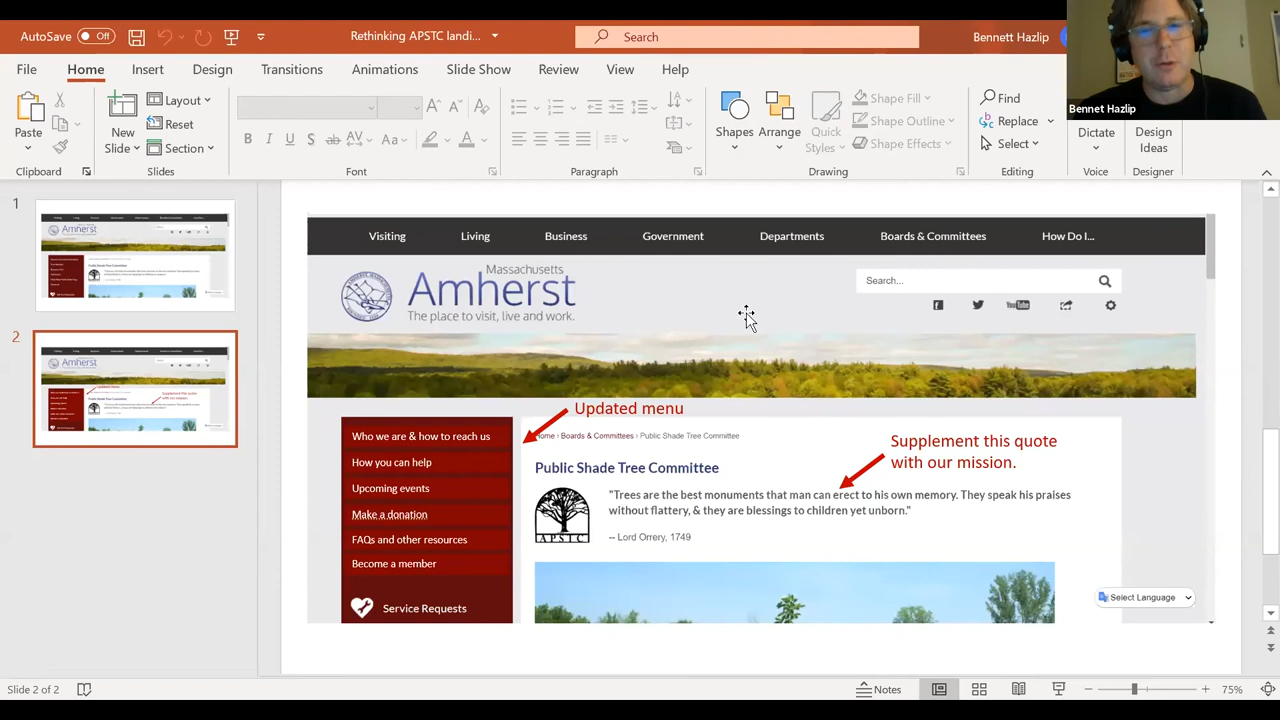 AutoSave Off
Rethinking APSTC landi...
Search
Bennett Hazlip
File Home Insert Design Transitions Animations Slide Show Review View Help
Paste
New Slide
Layout
Reset
Section
B I U S ab AV Aa
Shapes
Arrange
Quick Styles
Shape Fill
Shape Outline
Shape Effects
Find
Replace
Select
Dictate
Design Ideas
Bennet Hazlip
Clipboard Slides Font Paragraph Drawing Editing Voice Designer
1
2
Visiting Living Business Government Departments Boards & Committees How Do I...
Massachusetts
Amherst
The place to visit, live and work.
Search...
YouTube
Updated menu
Who we are & how to reach us
How you can help
Upcoming events
Make a donation
FAQs and other resources
Become a member
Service Requests
Home › Boards & Committees › Public Shade Tree Committee
Supplement this quote
with our mission.
Public Shade Tree Committee
"Trees are the best monuments that man can erect to his own memory. They speak his praises
without flattery, & they are blessings to children yet unborn."
-- Lord Orrery, 1749
APSTC
Select Language
Slide 2 of 2
Notes
75%